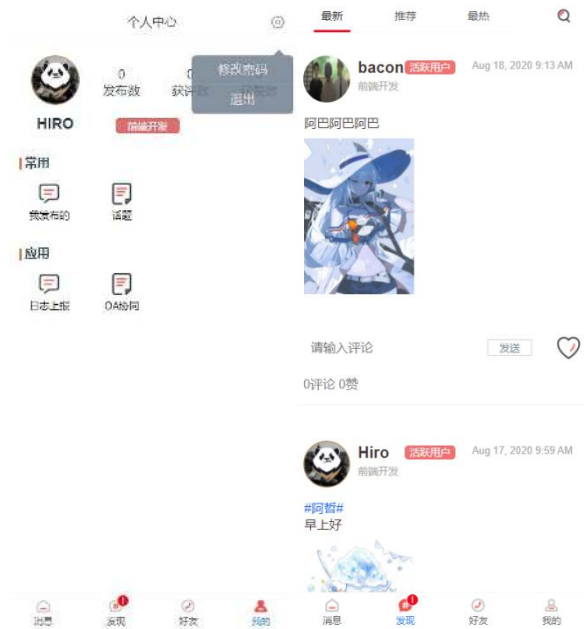 个人中心
修改密码
退出
0
发布数
HIRO
前端开发
常用
我发布的
话题
应用
日志上报
OA协同
消息
发现
好友
我的
最新
推荐
最热
bacon
活跃用户
Aug 18, 2020 9:13 AM
前端开发
阿巴阿巴阿巴
请输入评论
发送
0评论 0赞
Hiro
活跃用户
Aug 17, 2020 9:59 AM
前端开发
#阿哲#
早上好
消息
发现
好友
我的